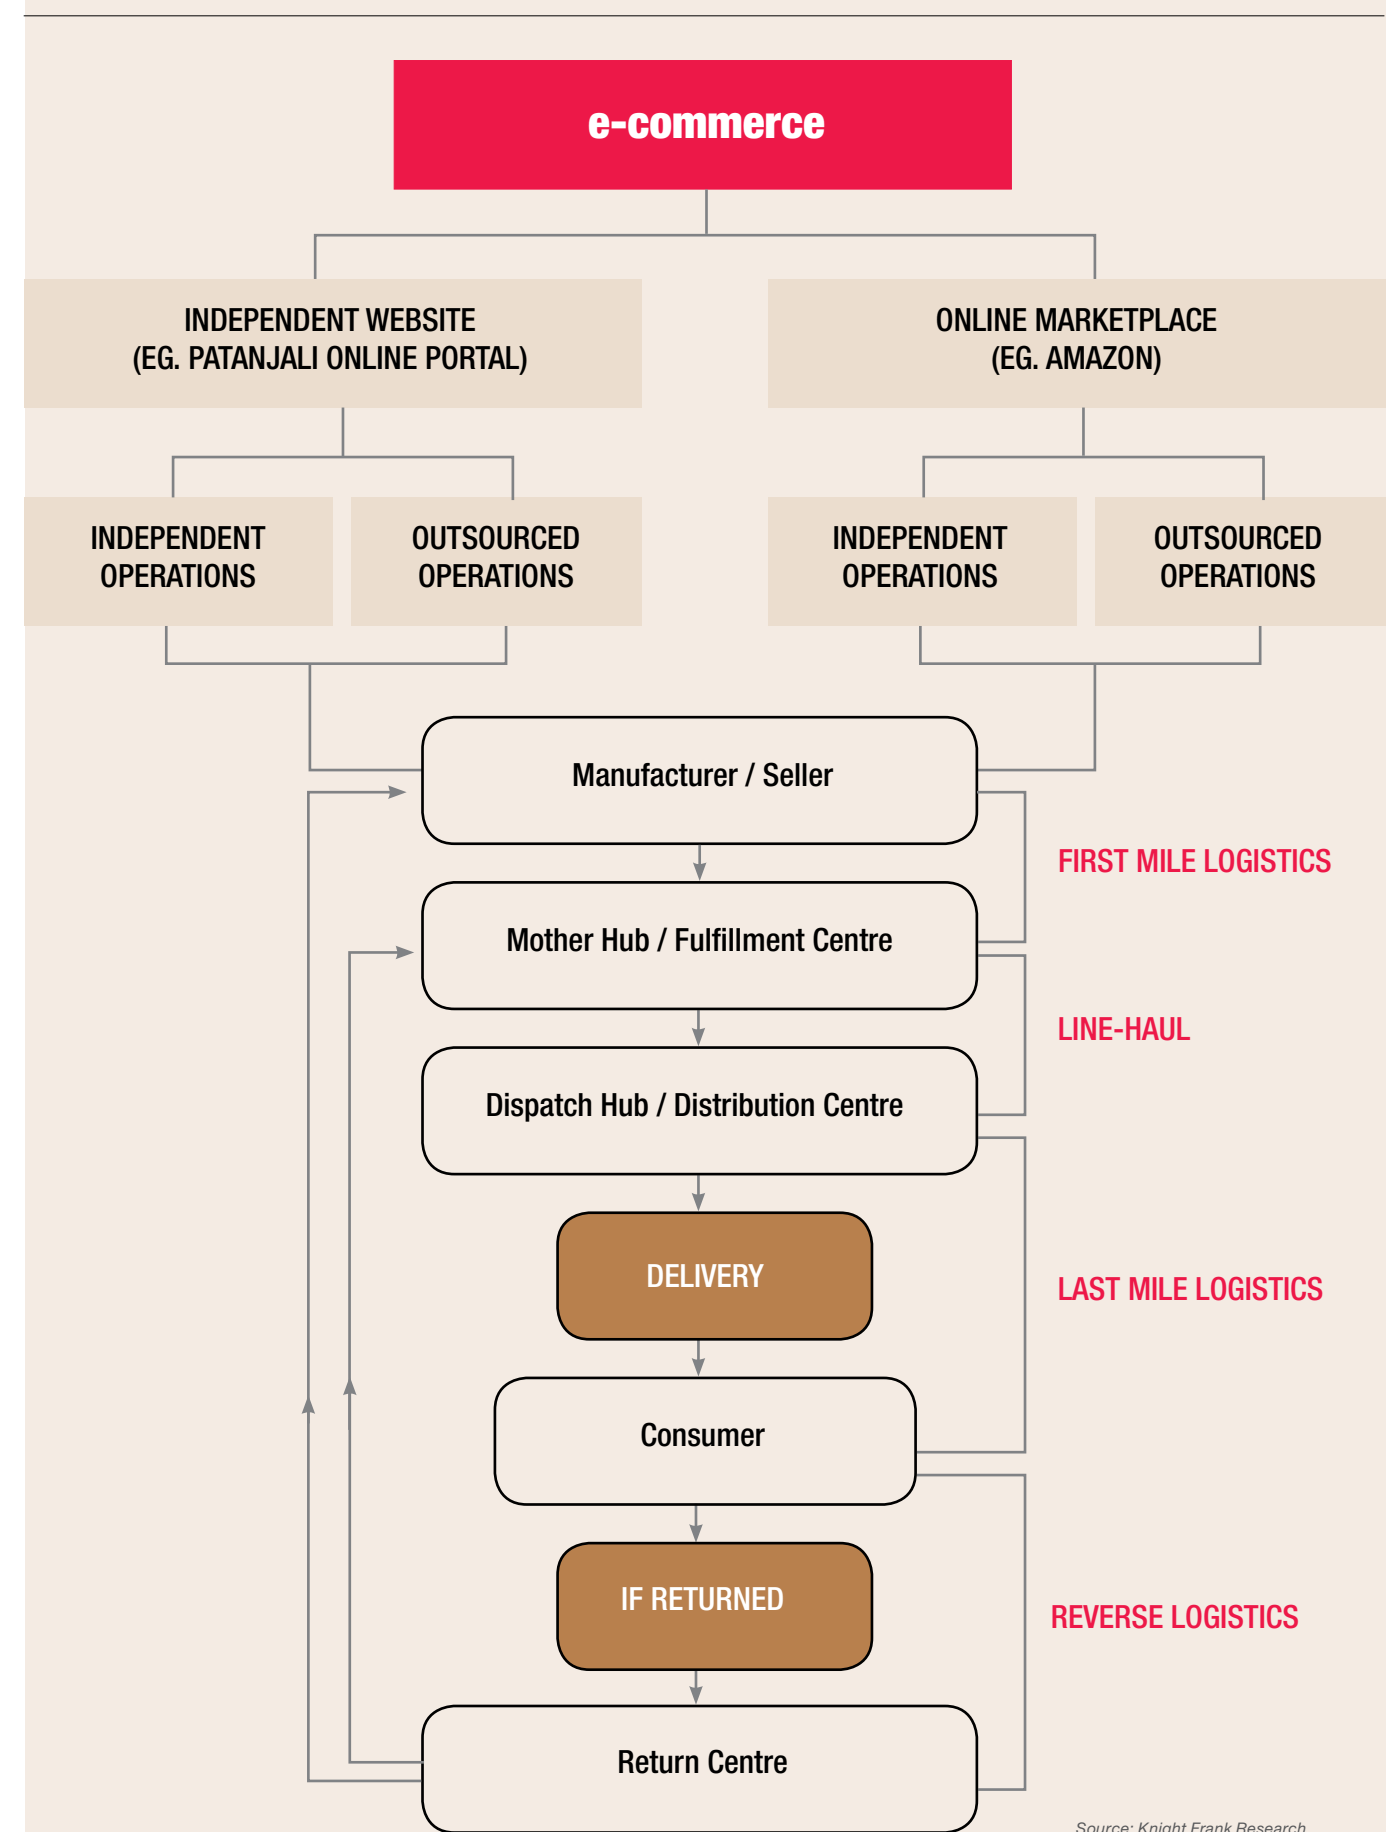 e-commerce
INDEPENDENT WEBSITE
(EG. PATANJALI ONLINE PORTAL)
ONLINE MARKETPLACE
(EG. AMAZON)
INDEPENDENT
OPERATIONS
OUTSOURCED
OPERATIONS
INDEPENDENT
OPERATIONS
OUTSOURCED
OPERATIONS
Manufacturer / Seller
FIRST MILE LOGISTICS
Mother Hub / Fulfillment Centre
LINE-HAUL
Dispatch Hub / Distribution Centre
DELIVERY
LAST MILE LOGISTICS
Consumer
IF RETURNED
REVERSE LOGISTICS
Return Centre
Source: Knight Frank Research